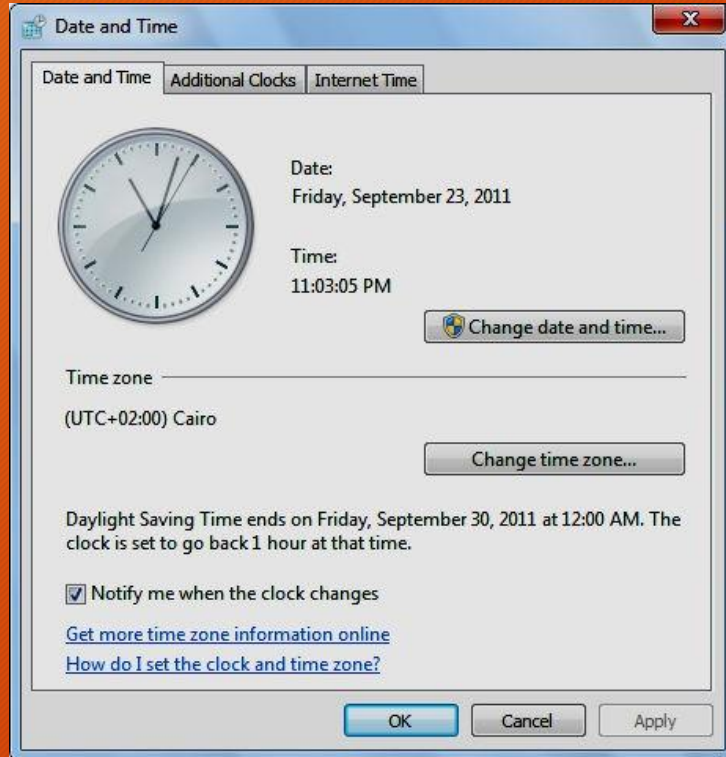 Date and Time
Date and Time Additional Clocks Internet Time
Date:
Friday, September 23, 2011
Time:
11:03:05 PM
Change date and time...
Time zone
(UTC+02:00) Cairo
Change time zone...
Daylight Saving Time ends on Friday, September 30, 2011 at 12:00 AM. The
clock is set to go back 1 hour at that time.
Notify me when the clock changes
Get more time zone information online
How do I set the clock and time zone?
OK Cancel Apply